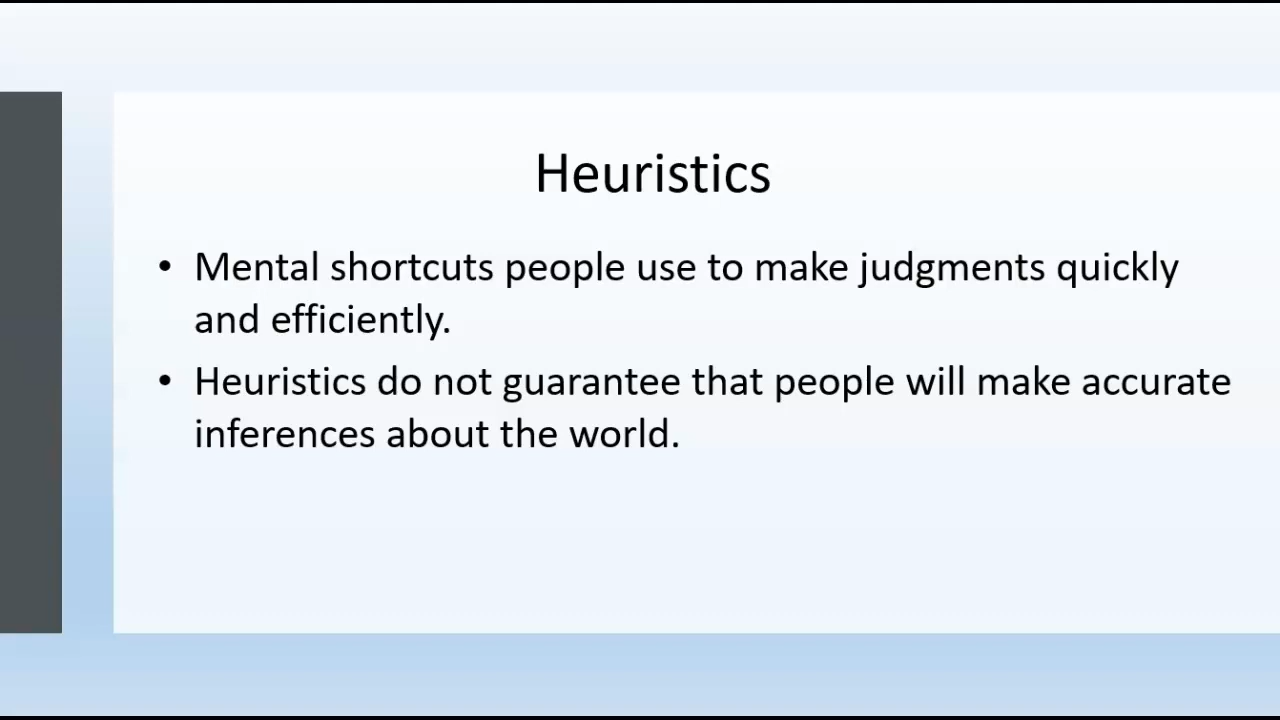 Heuristics
• Mental shortcuts people use to make judgments quickly
and efficiently.
• Heuristics do not guarantee that people will make accurate
inferences about the world.